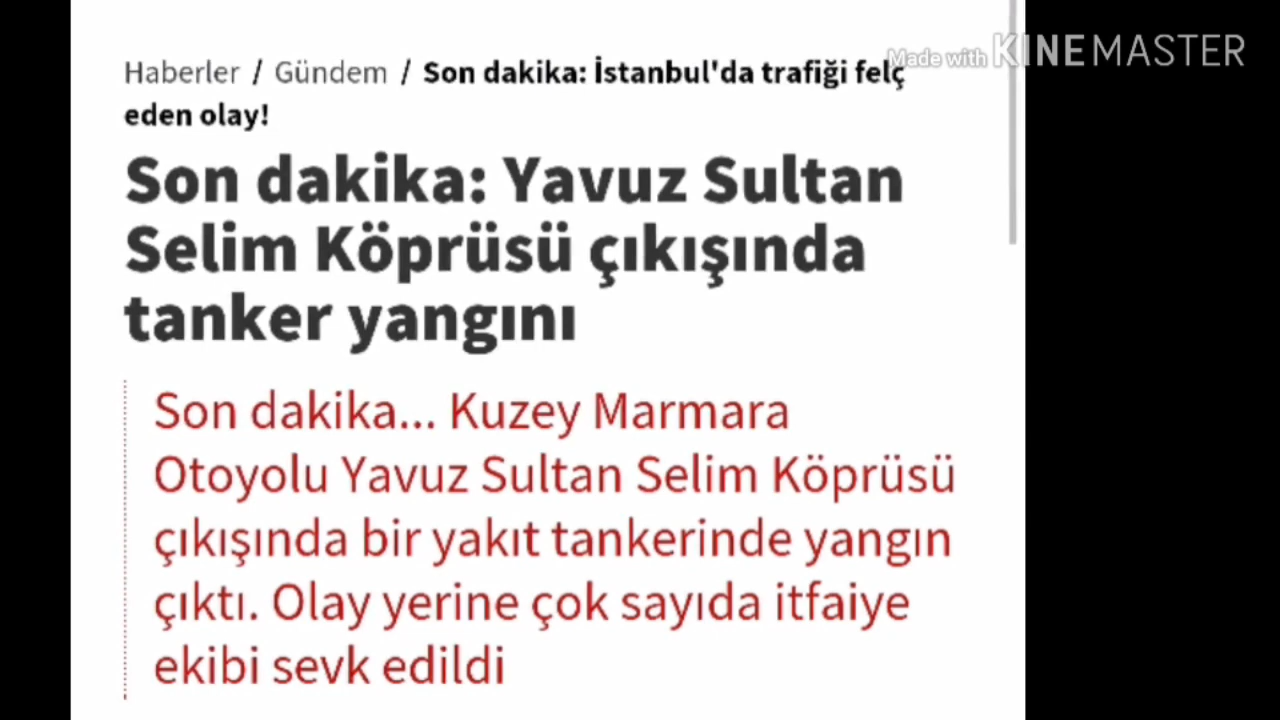 Made with KINEMASTER
Haberler / Gündem / Son dakika: İstanbul'da trafiği felç
eden olay!
Son dakika: Yavuz Sultan
Selim Köprüsü çıkışında
tanker yangını
Son dakika... Kuzey Marmara
Otoyolu Yavuz Sultan Selim Köprüsü
çıkışında bir yakıt tankerinde yangın
çıktı. Olay yerine çok sayıda itfaiye
ekibi sevk edildi